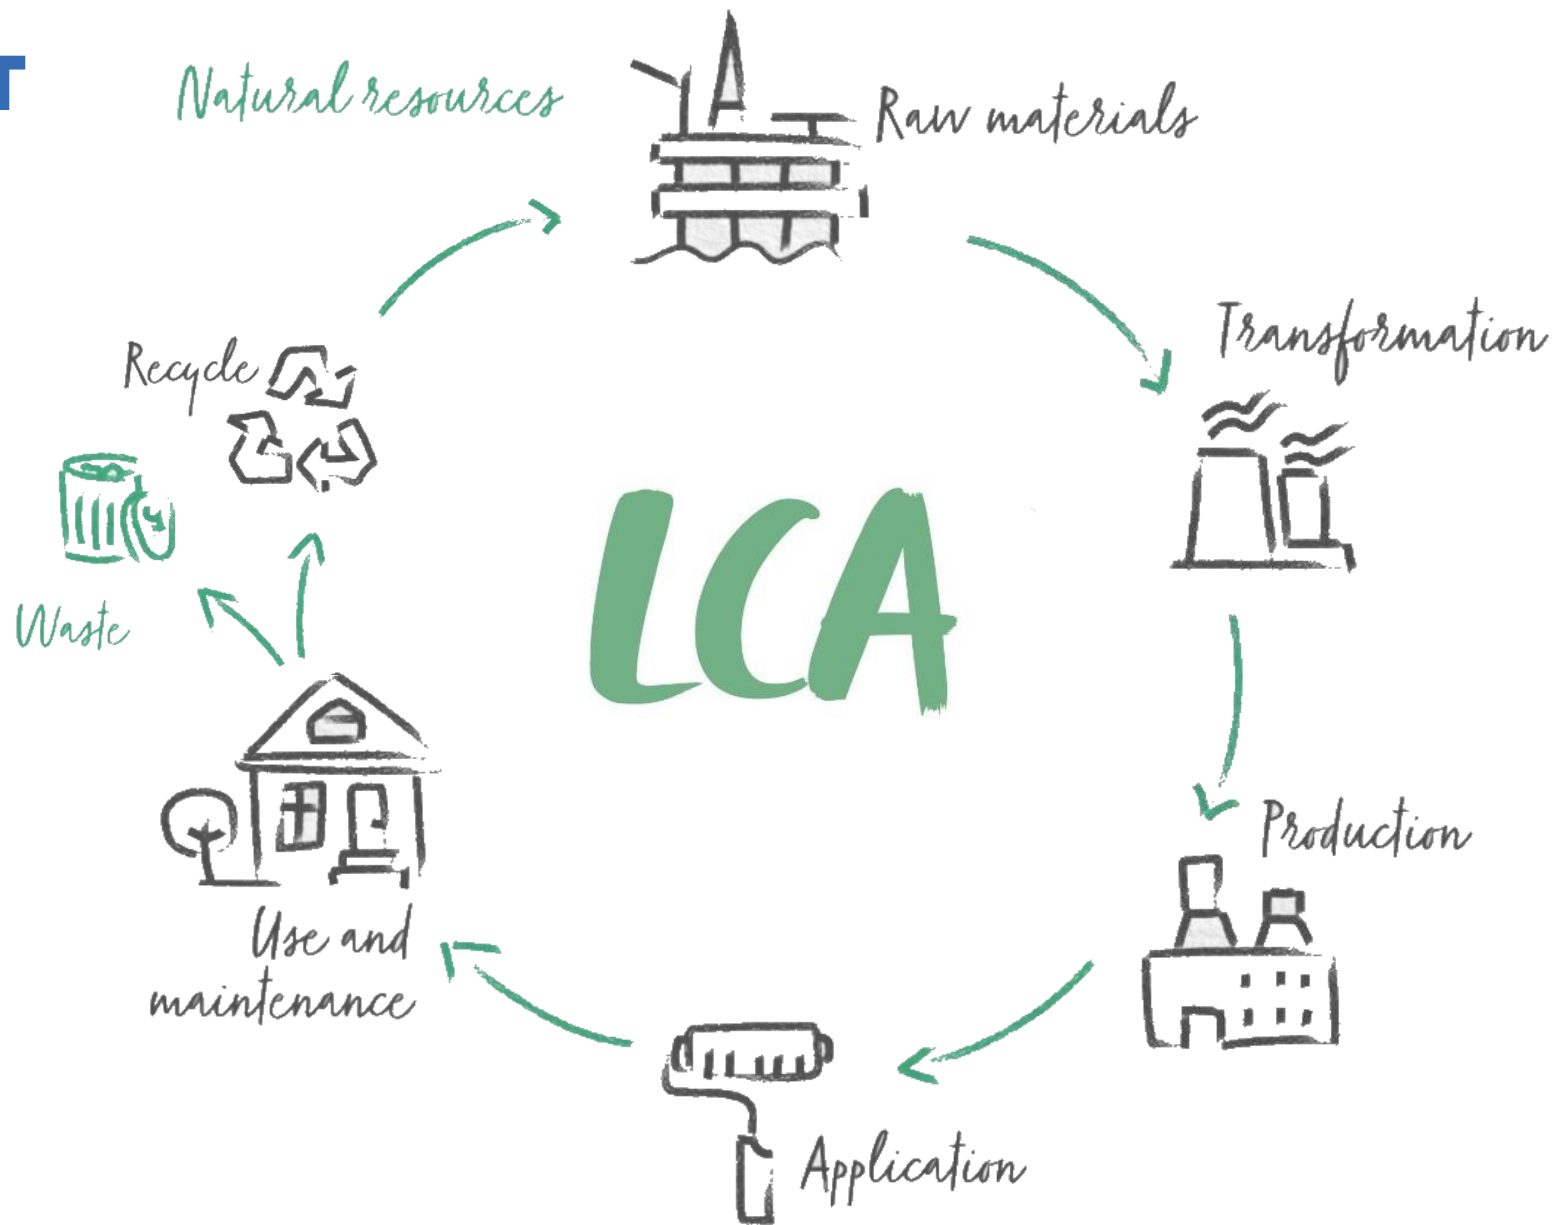 T
Natural resources
Raw materials
Transformation
Recycle
LCA
Waste
Production
Use and
maintenance
Application